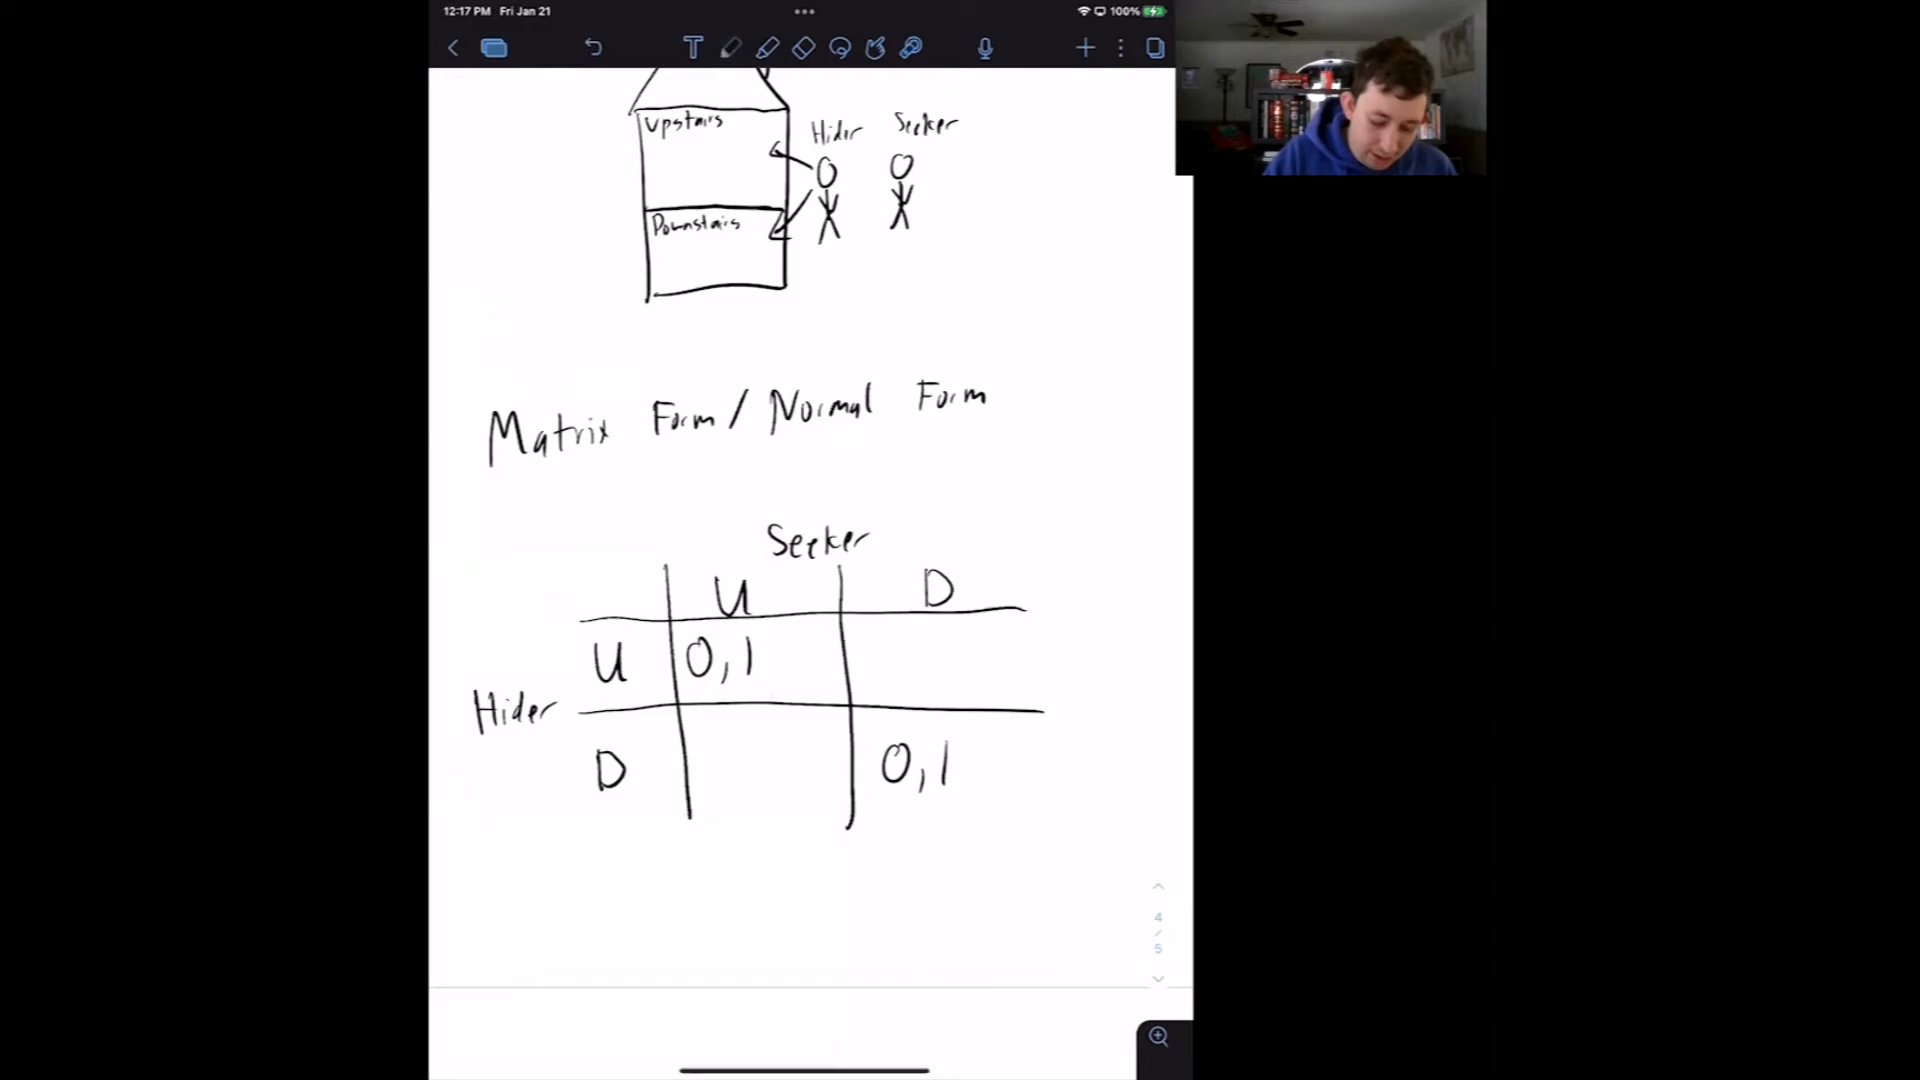 12:17 PM Fri Jan 21
100%
Upstairs
Hider Seeker
Downstairs
Matrix Form / Normal Form
Seeker
U D
U 0,1
Hider
D 0,1
4
/
5